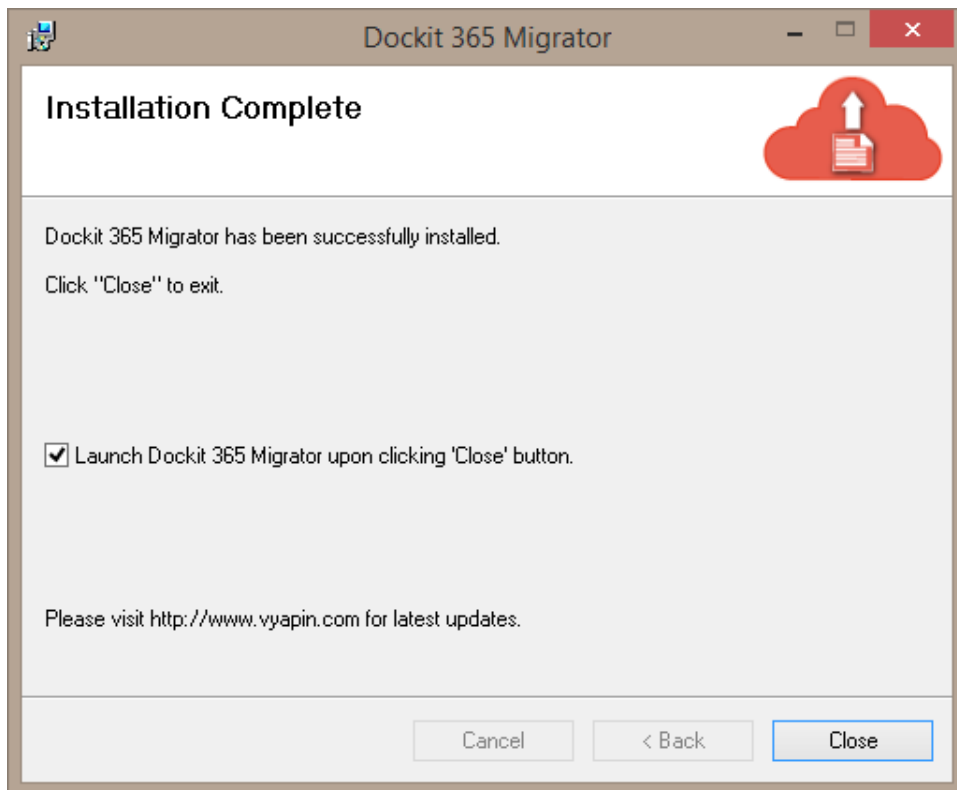 Dockit 365 Migrator
Installation Complete
Dockit 365 Migrator has been successfully installed.
Click "Close" to exit.
Launch Dockit 365 Migrator upon clicking 'Close' button.
Please visit http://www.vyapin.com for latest updates.
Cancel
< Back
Close